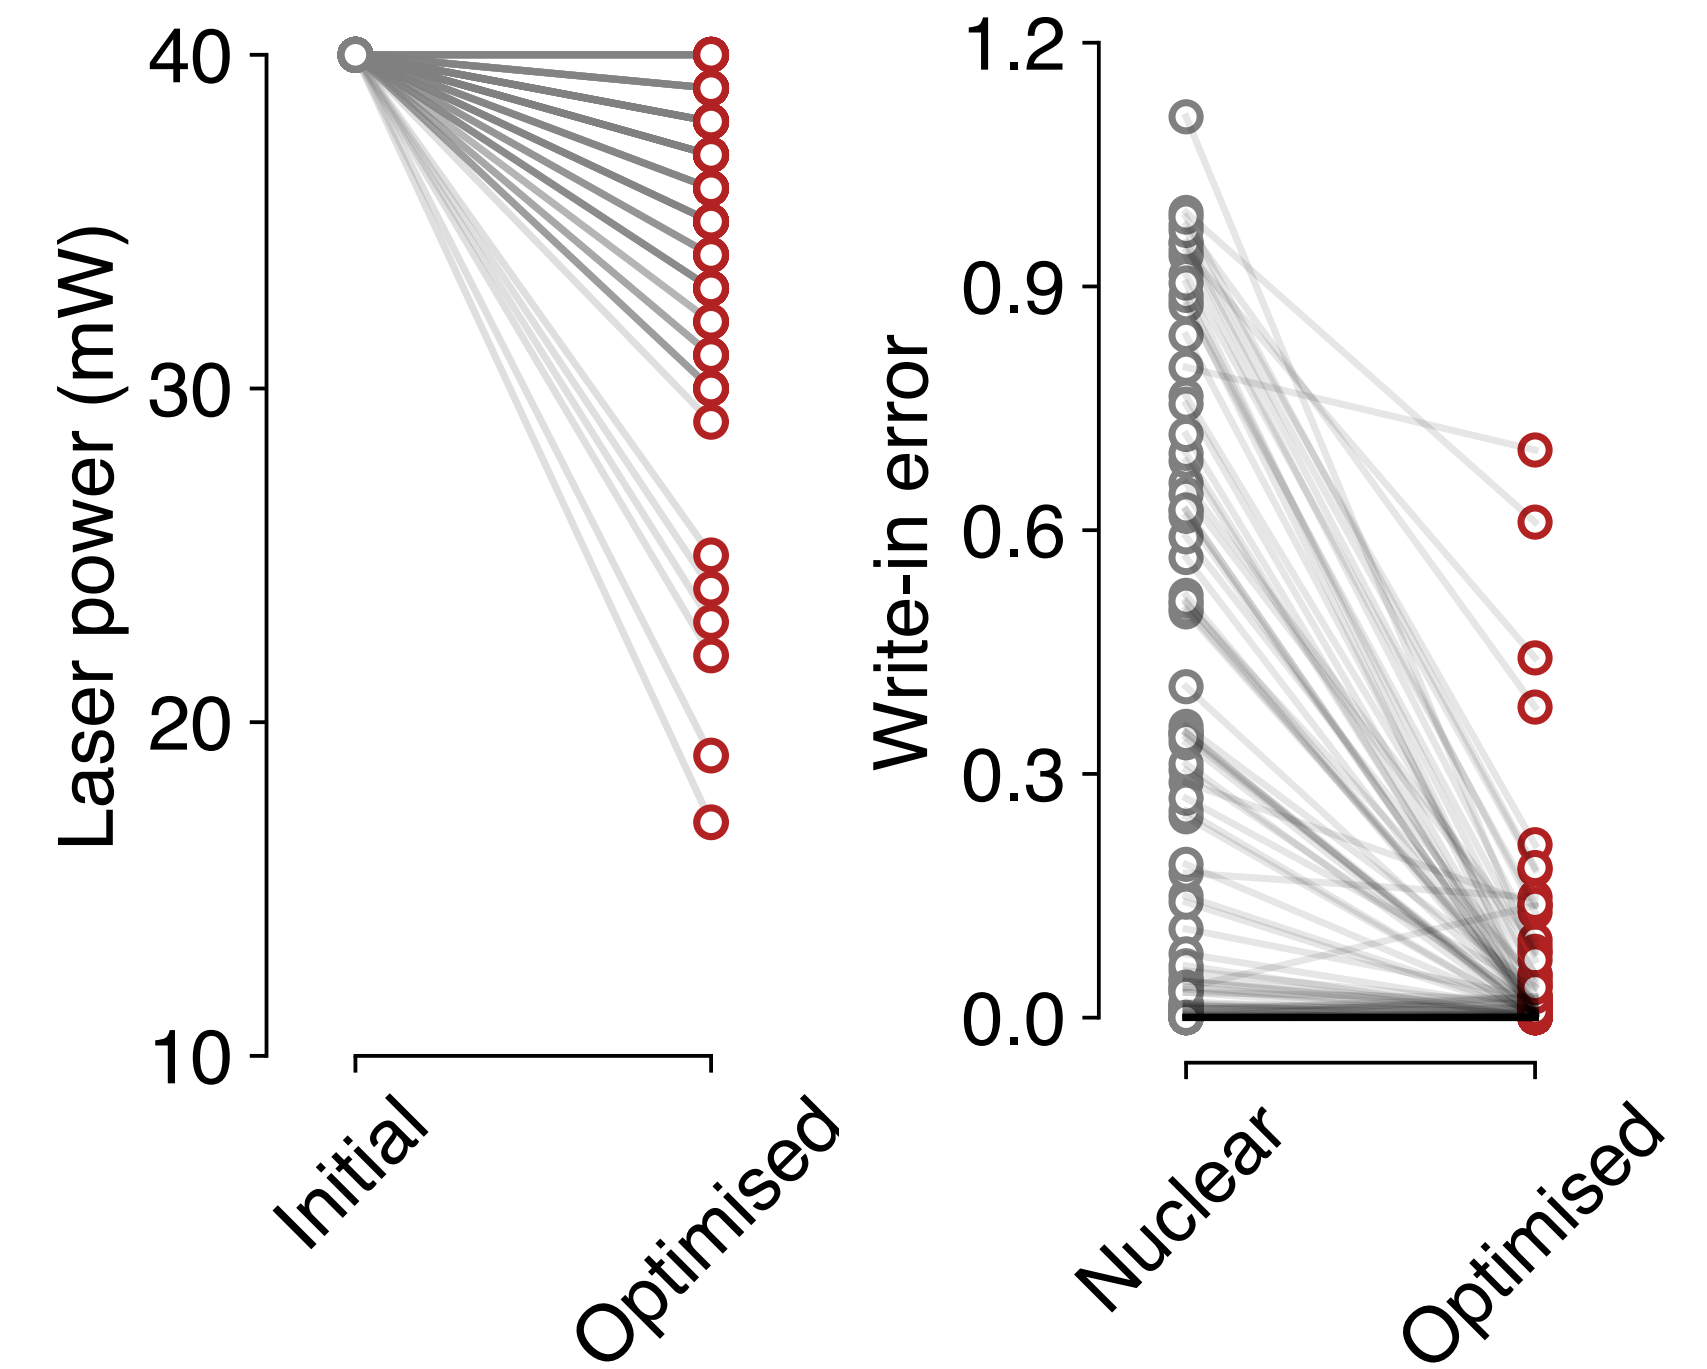 Laser power (mW)
40
30
20
10
Initial
Optimised
Write-in error
1.2
0.9
0.6
0.3
0.0
Nuclear
Optimised